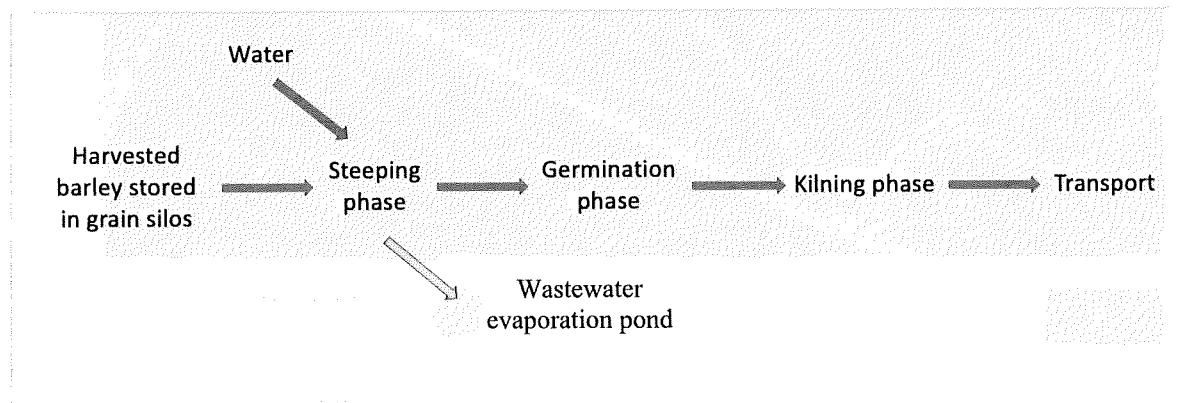 Water
Harvested
barley stored
in grain silos
Steeping
phase
Germination
phase
Kilning phase
Transport
Wastewater
evaporation pond